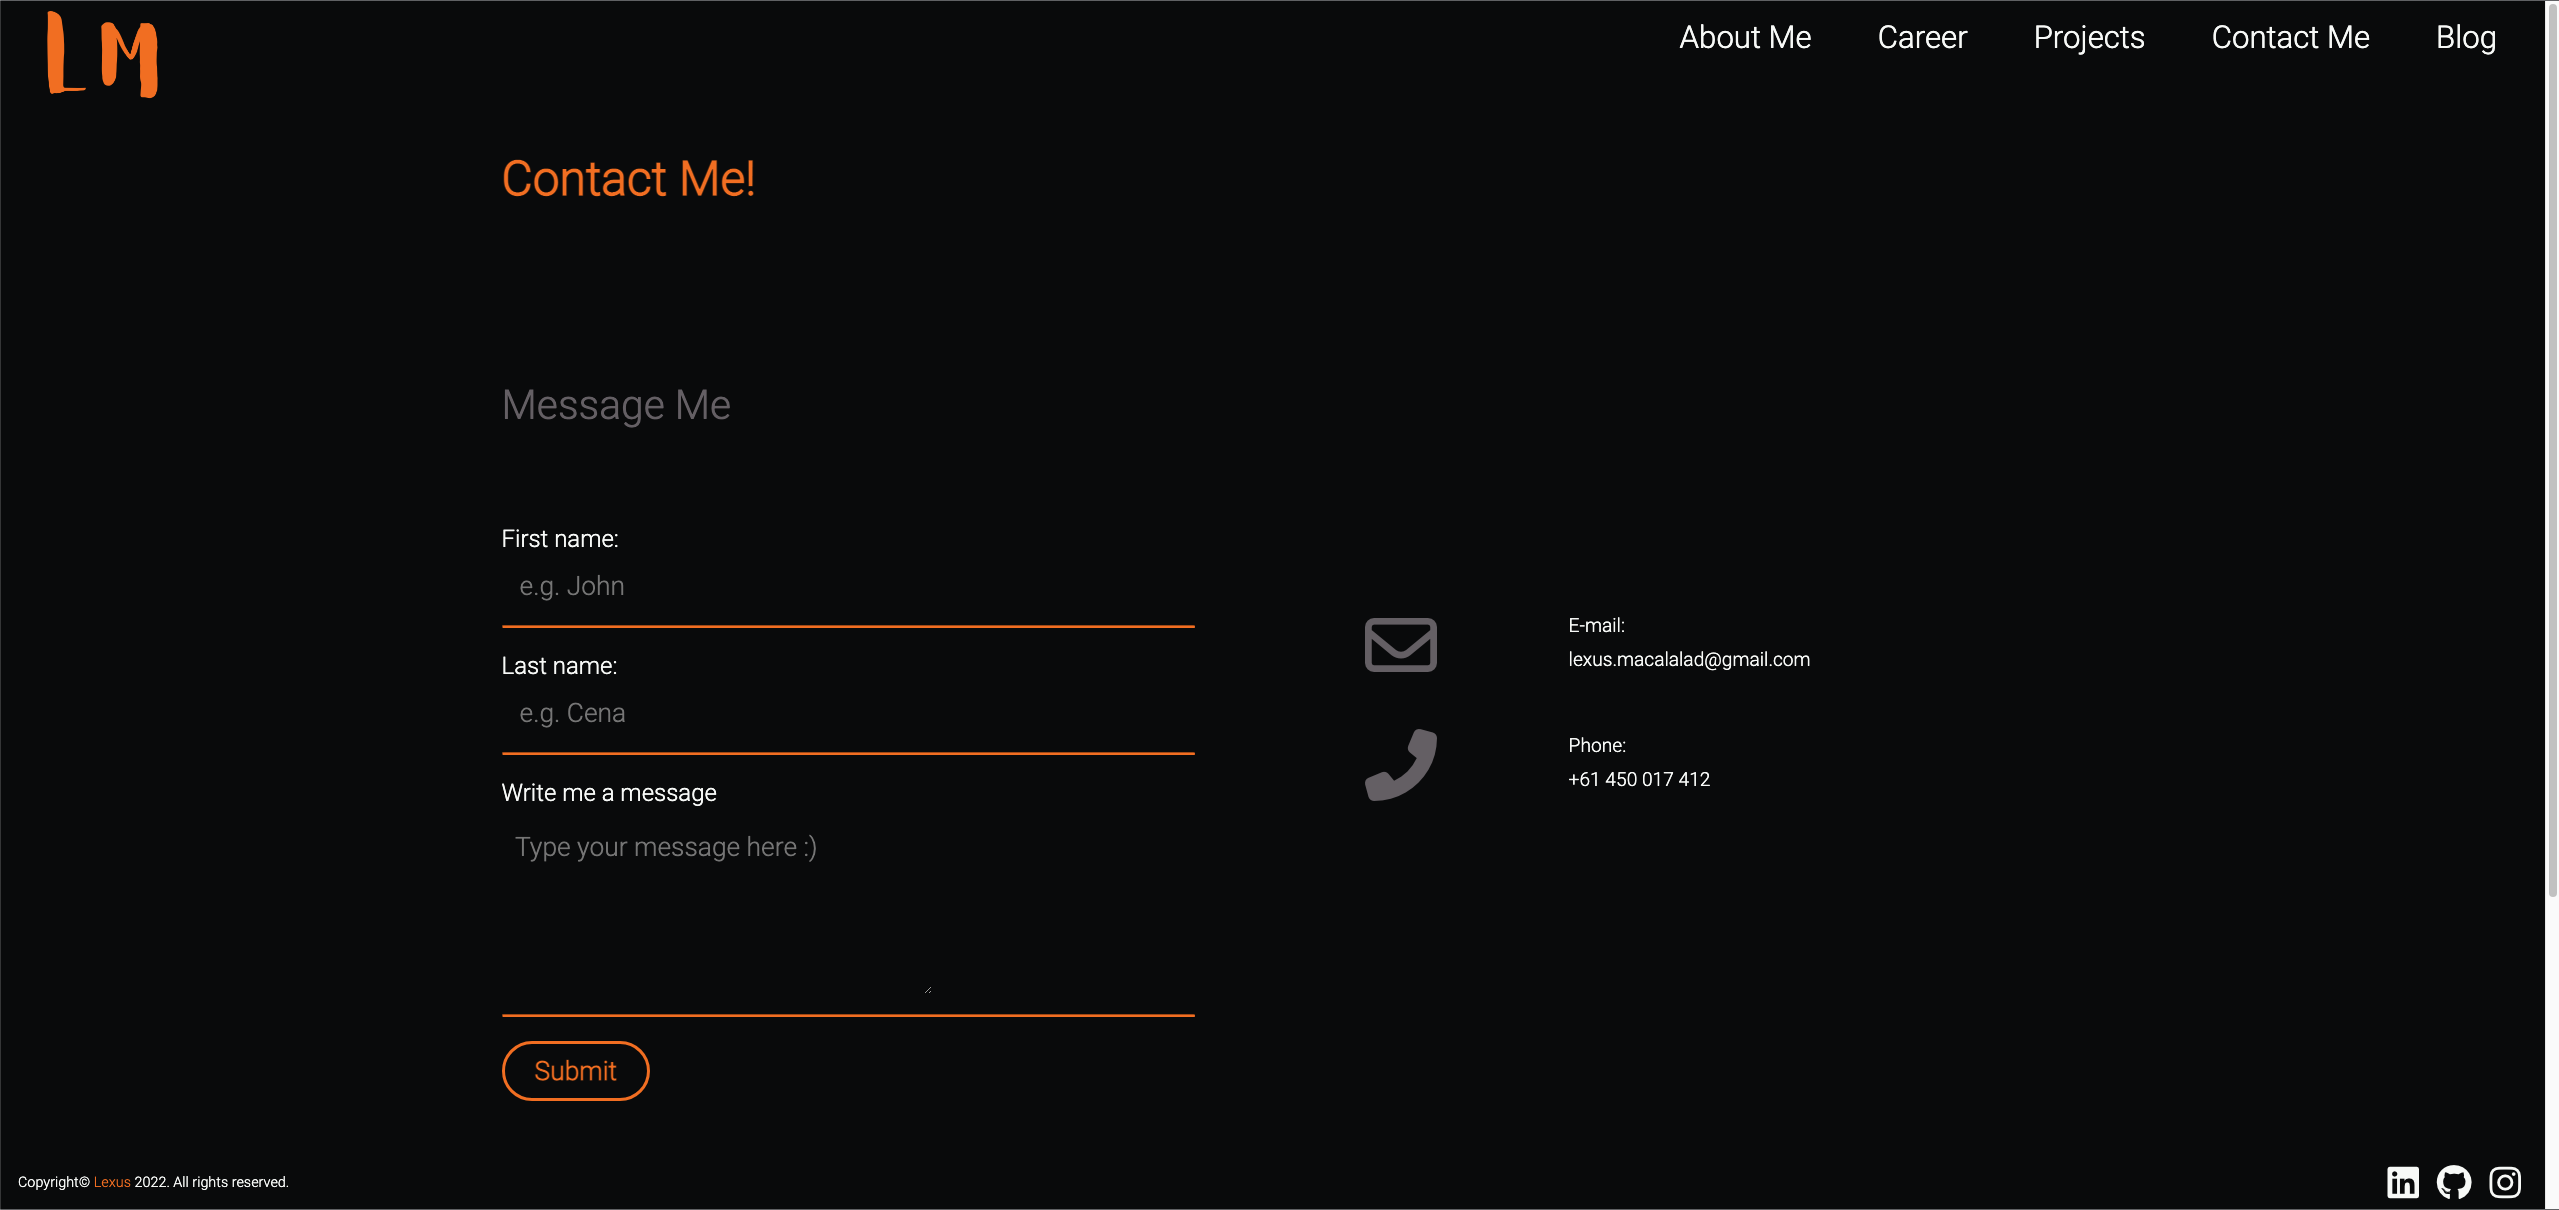 LM
About Me Career Projects Contact Me Blog
Contact Me!
Message Me
First name:
e.g. John
Last name:
e.g. Cena
Write me a message
Type your message here :)
Submit
E-mail:
lexus.macalalad@gmail.com
Phone:
+61 450 017 412
Copyright© Lexus 2022. All rights reserved.
in